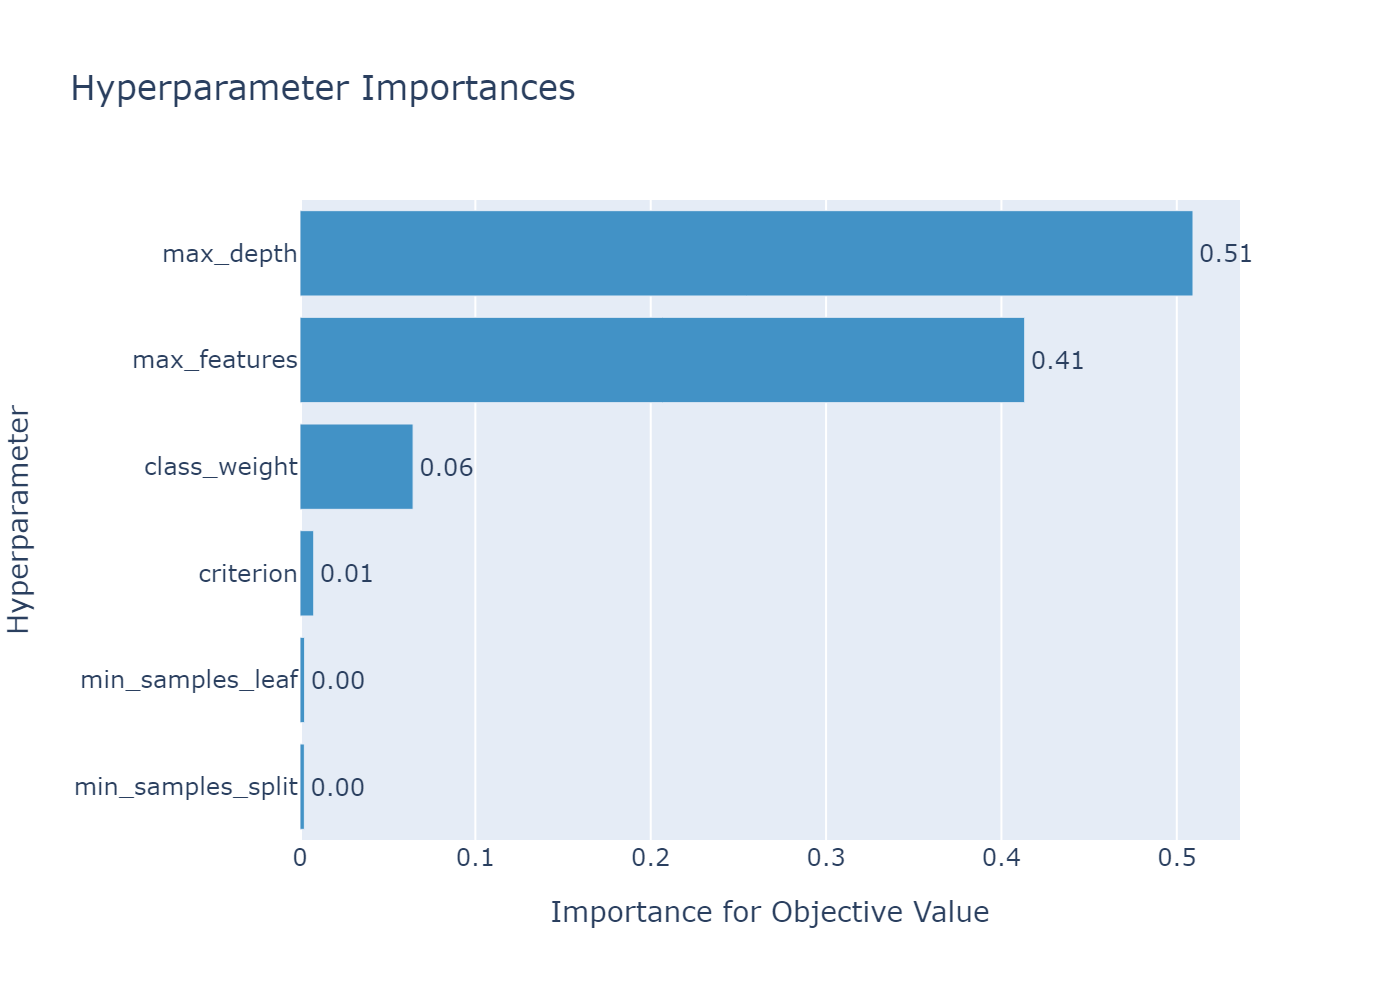 Hyperparameter Importances
Hyperparameter
max_depth 0.51
max_features 0.41
class_weight 0.06
criterion 0.01
min_samples_leaf 0.00
min_samples_split 0.00
0 0.1 0.2 0.3 0.4 0.5
Importance for Objective Value